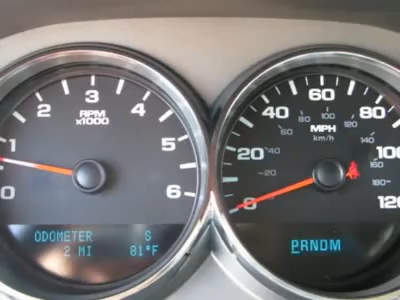 0 1 2 3 4 5 6
RPM
x1000
ODOMETER S
2 MI 81°F
20 40 60 80 100 120
20 40 60 80 100 120 140 160 180
MPH
km/h
PRNDM